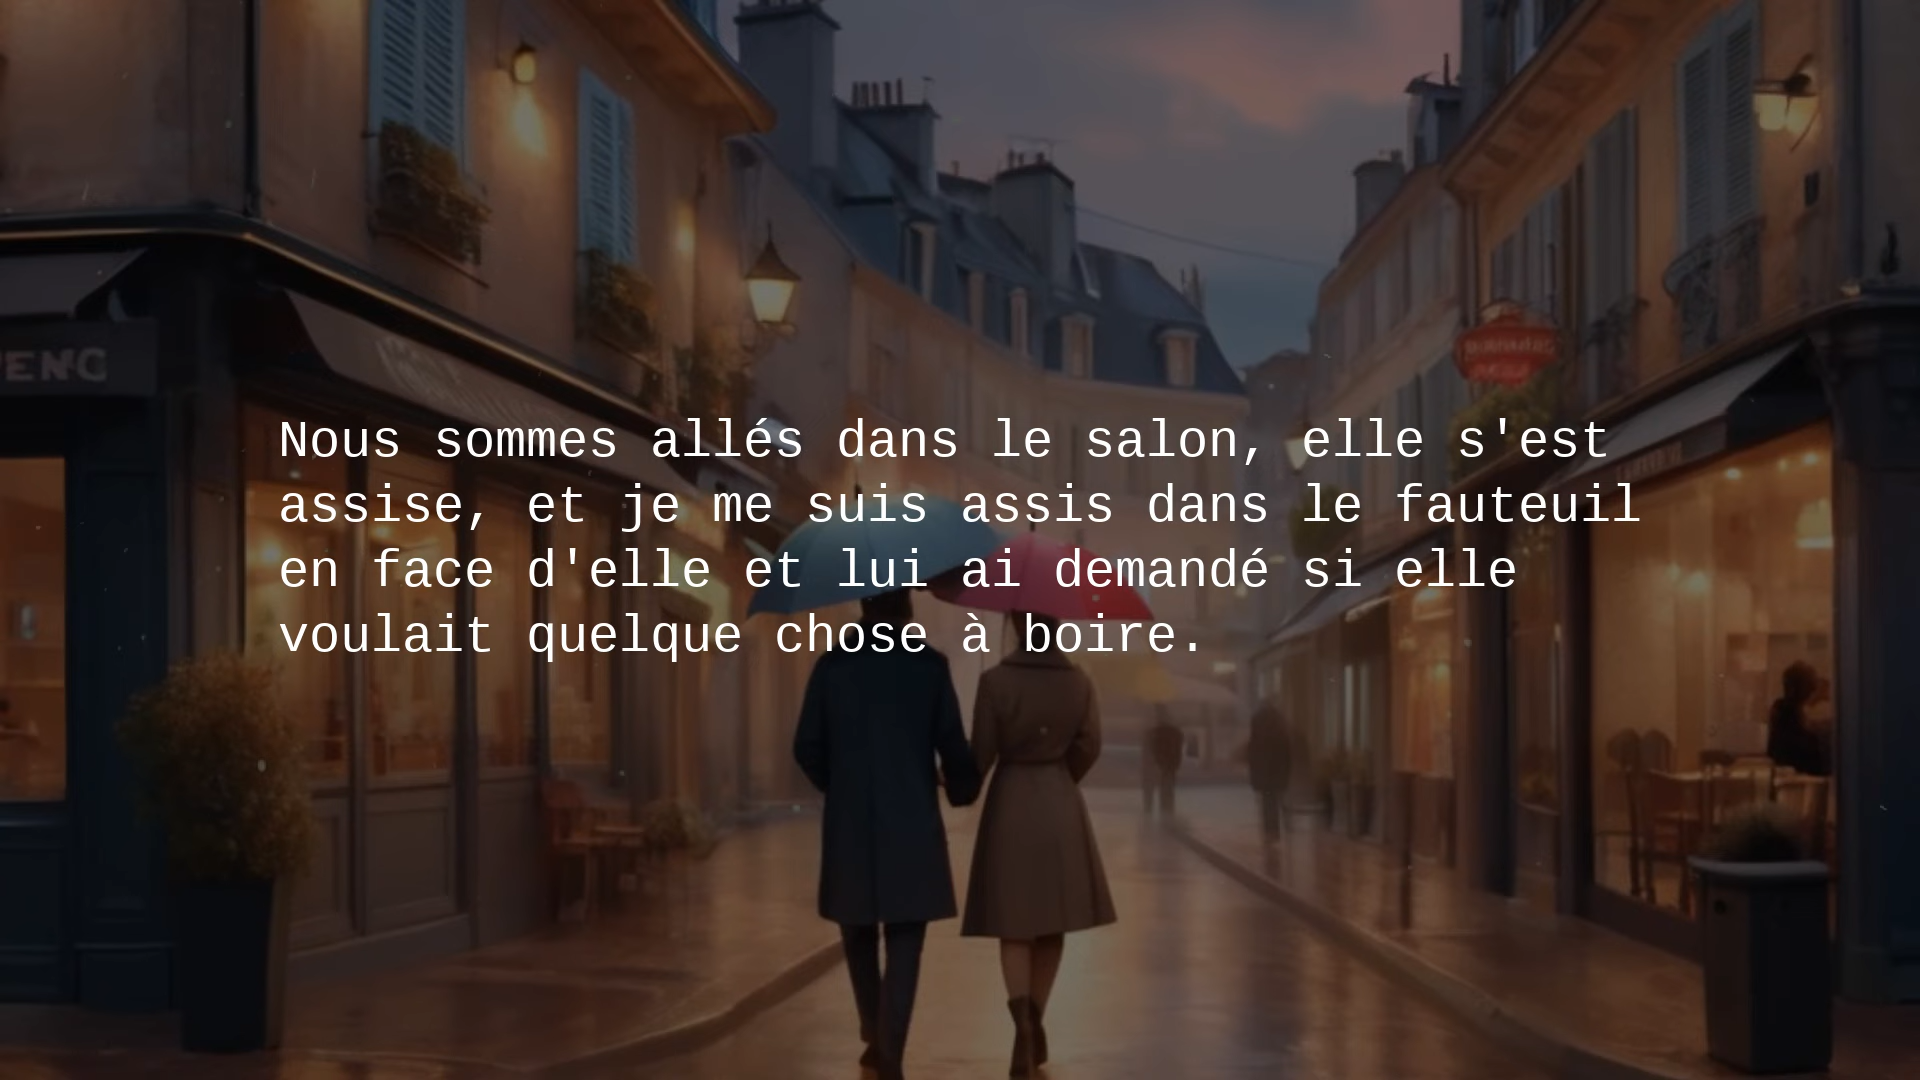 Nous sommes allés dans le salon, elle s'est
assise, et je me suis assis dans le fauteuil
en face d'elle et lui ai demandé si elle
voulait quelque chose à boire.